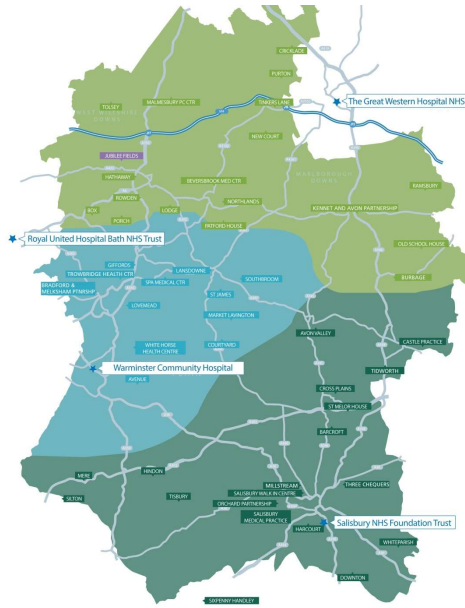 CRICKLADE
PURTON
The Great Western Hospital NHS
TOLSEY
MALMESBURY PC CTR
TINKERS LANE
NEW COURT
JUBILEE FIELDS
HATHAWAY
BEVERSBROOK MED CTR
RAMSBURY
ROWDEN
NORTHLANDS
BOX
LODGE
KENNET AND AVON PARTNERSHIP
PORCH
PATFORD HOUSE
Royal United Hospital Bath NHS Trust
OLD SCHOOL HOUSE
GIFFORDS
LANSDOWNE
TROWBRIDGE HEALTH CTR
SPA MEDICAL CTR
SOUTHBROOM
BURBAGE
BRADFORD &
MELKSHAM PTNRSHIP
ST JAMES
LOVEMEAD
MARKET LAVINGTON
AVON VALLEY
WHITE HORSE
HEALTH CENTRE
COURTYARD
CASTLE PRACTICE
Warminster Community Hospital
TIDWORTH
AVENUE
CROSS PLAINS
ST MELOR HOUSE
BARCROFT
HINDON
MERE
MILLSTREAM
THREE CHEQUERS
SILTON
TISBURY
SALISBURY WALK IN CENTRE
ORCHARD PARTNERSHIP
SALISBURY
MEDICAL PRACTICE
Salisbury NHS Foundation Trust
HARCOURT
WHITEPARISH
DOWNTON
SIXPENNY HANDLEY